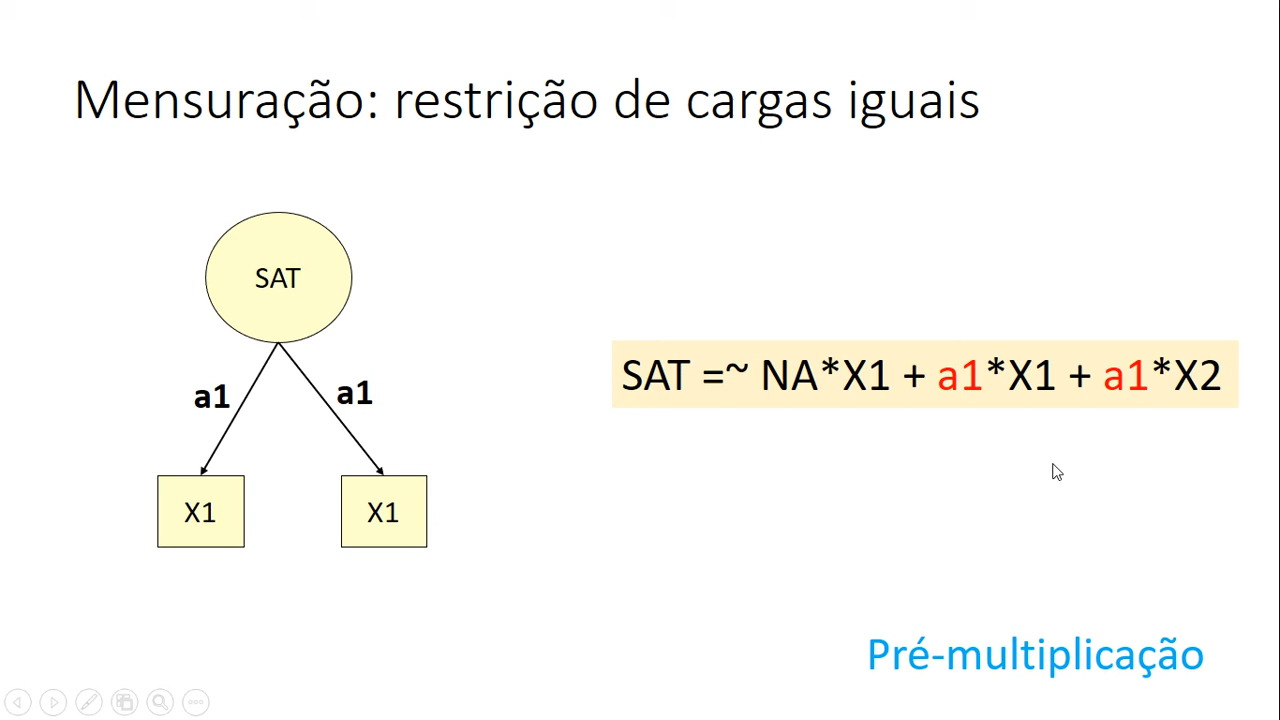 Mensuração: restrição de cargas iguais
SAT
a1
a1
SAT =~ NA*X1 + a1*X1 + a1*X2
X1
X1
Pré-multiplicação